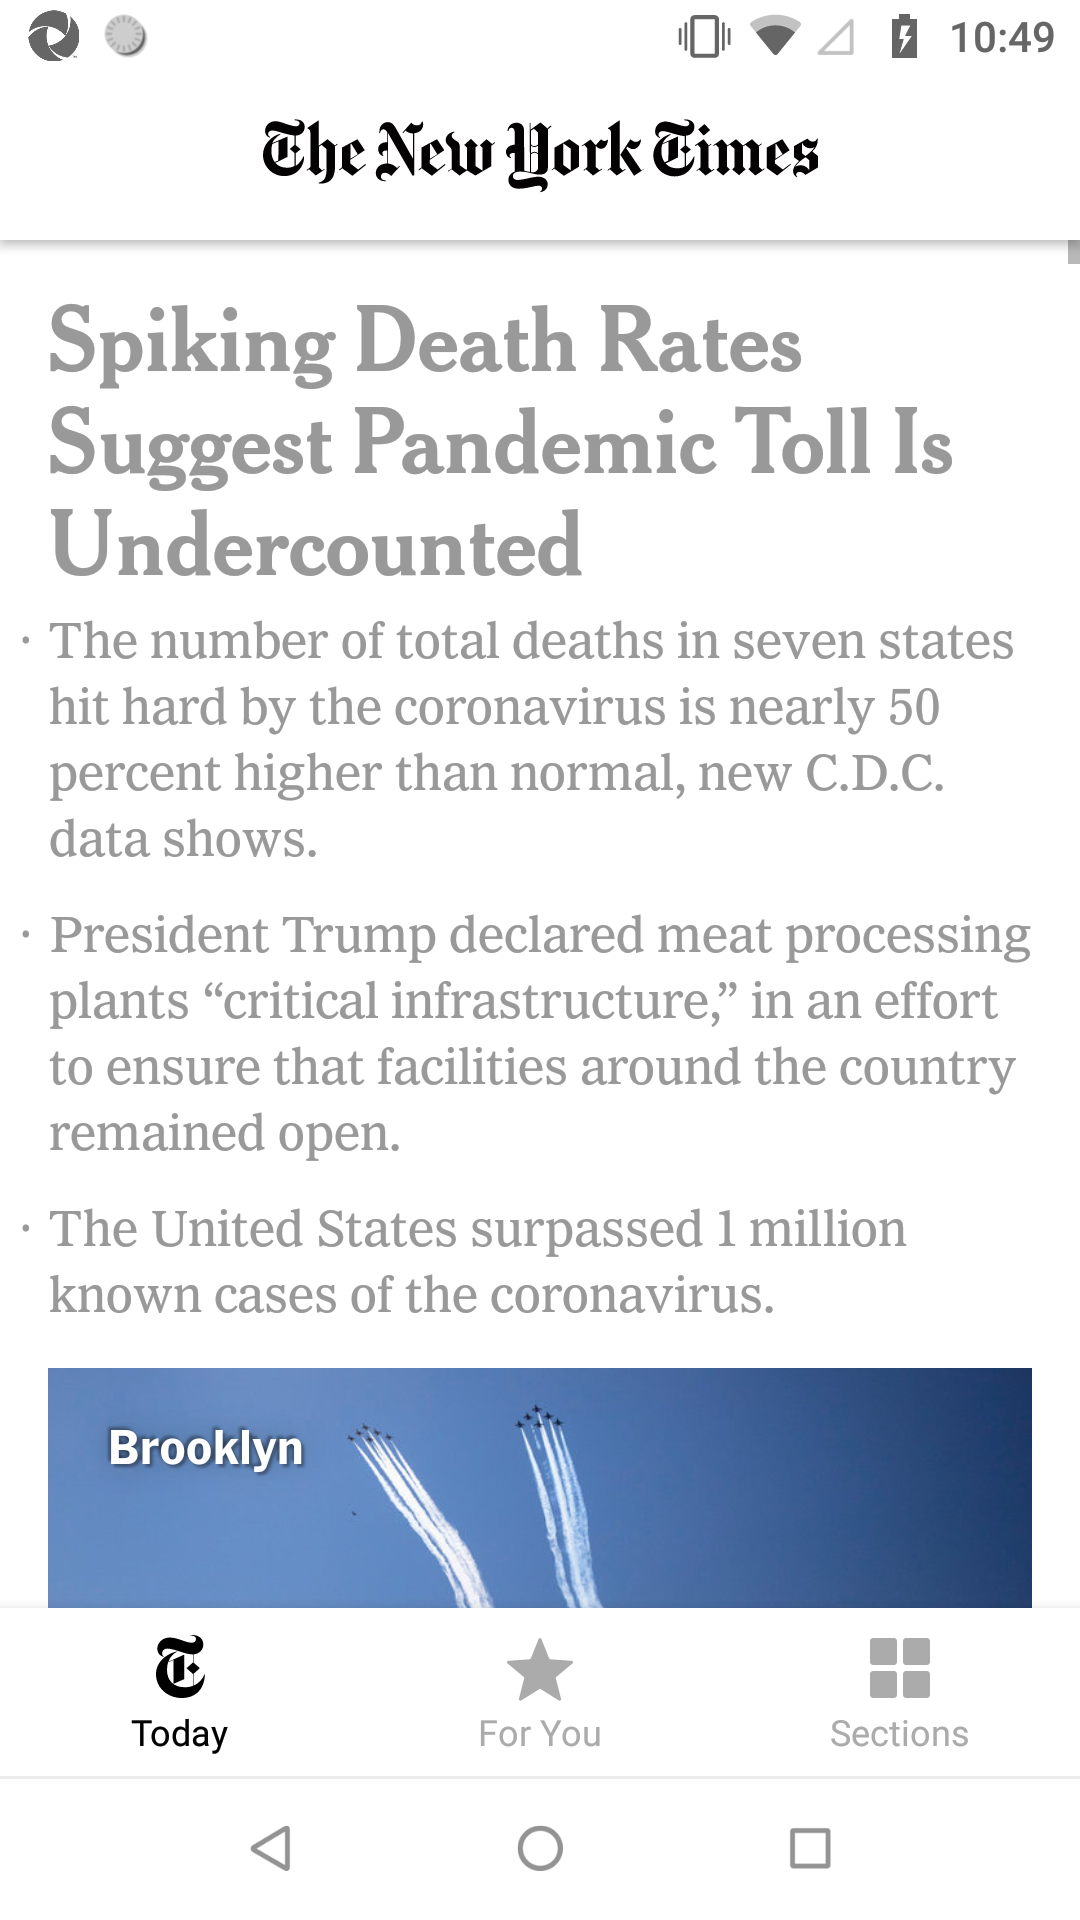 10:49
The New York Times
Spiking Death Rates
Suggest Pandemic Toll Is
Undercounted
· The number of total deaths in seven states
hit hard by the coronavirus is nearly 50
percent higher than normal, new C.D.C.
data shows.
· President Trump declared meat processing
plants “critical infrastructure,” in an effort
to ensure that facilities around the country
remained open.
· The United States surpassed 1 million
known cases of the coronavirus.
Brooklyn
T
Today
For You
Sections